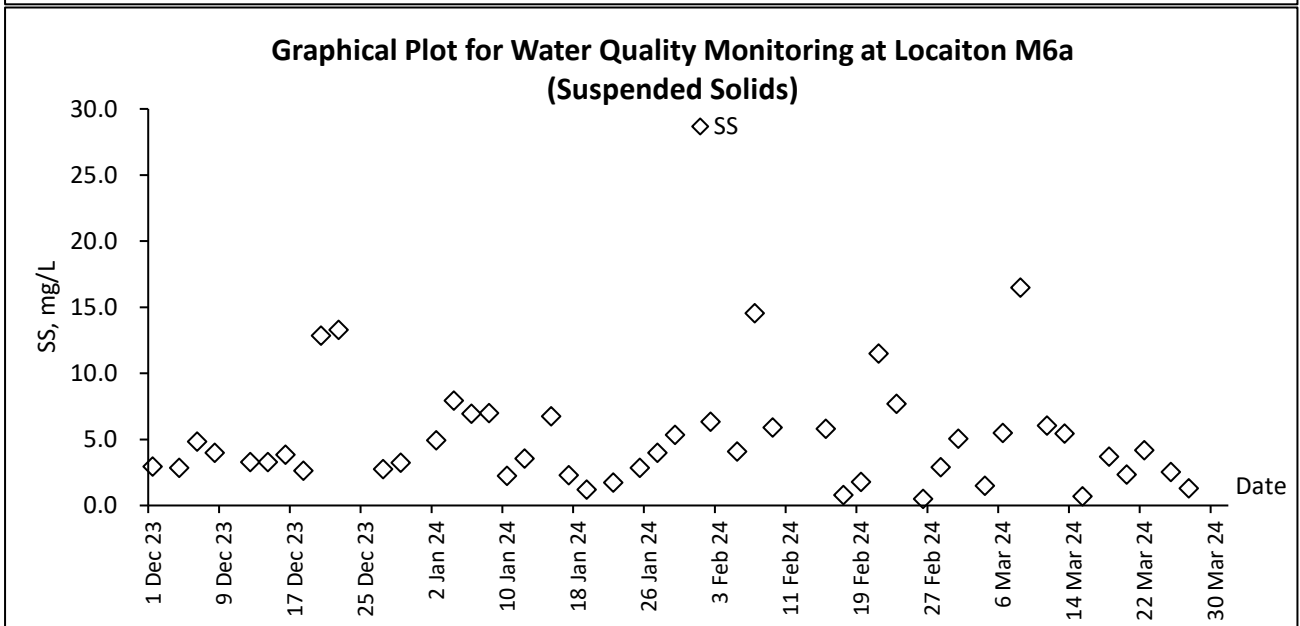 Graphical Plot for Water Quality Monitoring at Locaiton M6a
(Suspended Solids)
SS
30.0
25.0
20.0
15.0
10.0
5.0
0.0
SS, mg/L
Date
1 Dec 23
9 Dec 23
17 Dec 23
25 Dec 23
2 Jan 24
10 Jan 24
18 Jan 24
26 Jan 24
3 Feb 24
11 Feb 24
19 Feb 24
27 Feb 24
6 Mar 24
14 Mar 24
22 Mar 24
30 Mar 24